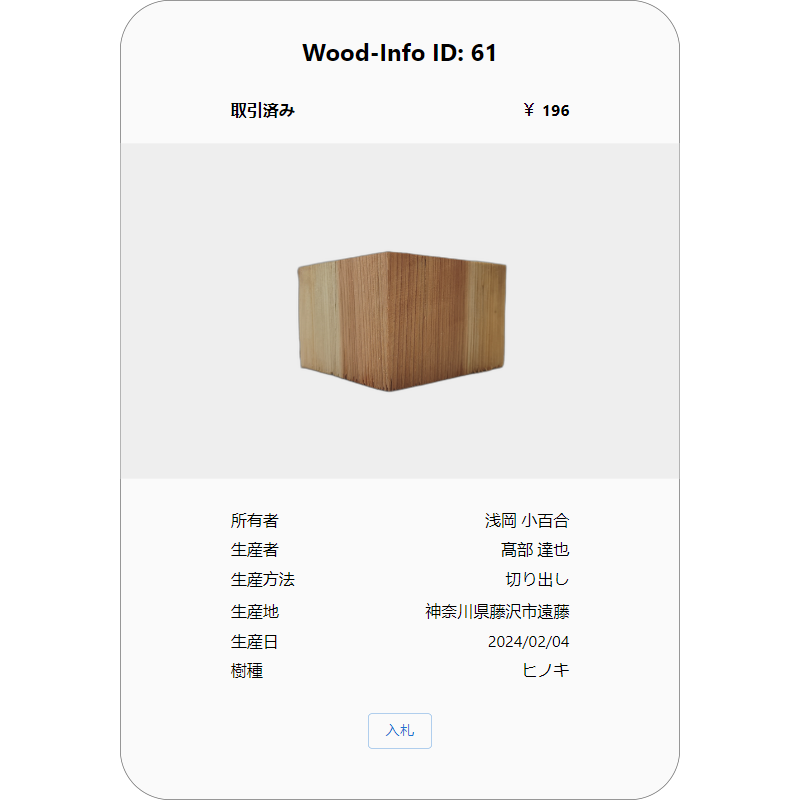 Wood-Info ID: 61
取引済み ￥ 196
所有者 浅岡 小百合
生産者 髙部 達也
生産方法 切り出し
生産地 神奈川県藤沢市遠藤
生産日 2024/02/04
樹種 ヒノキ
入札